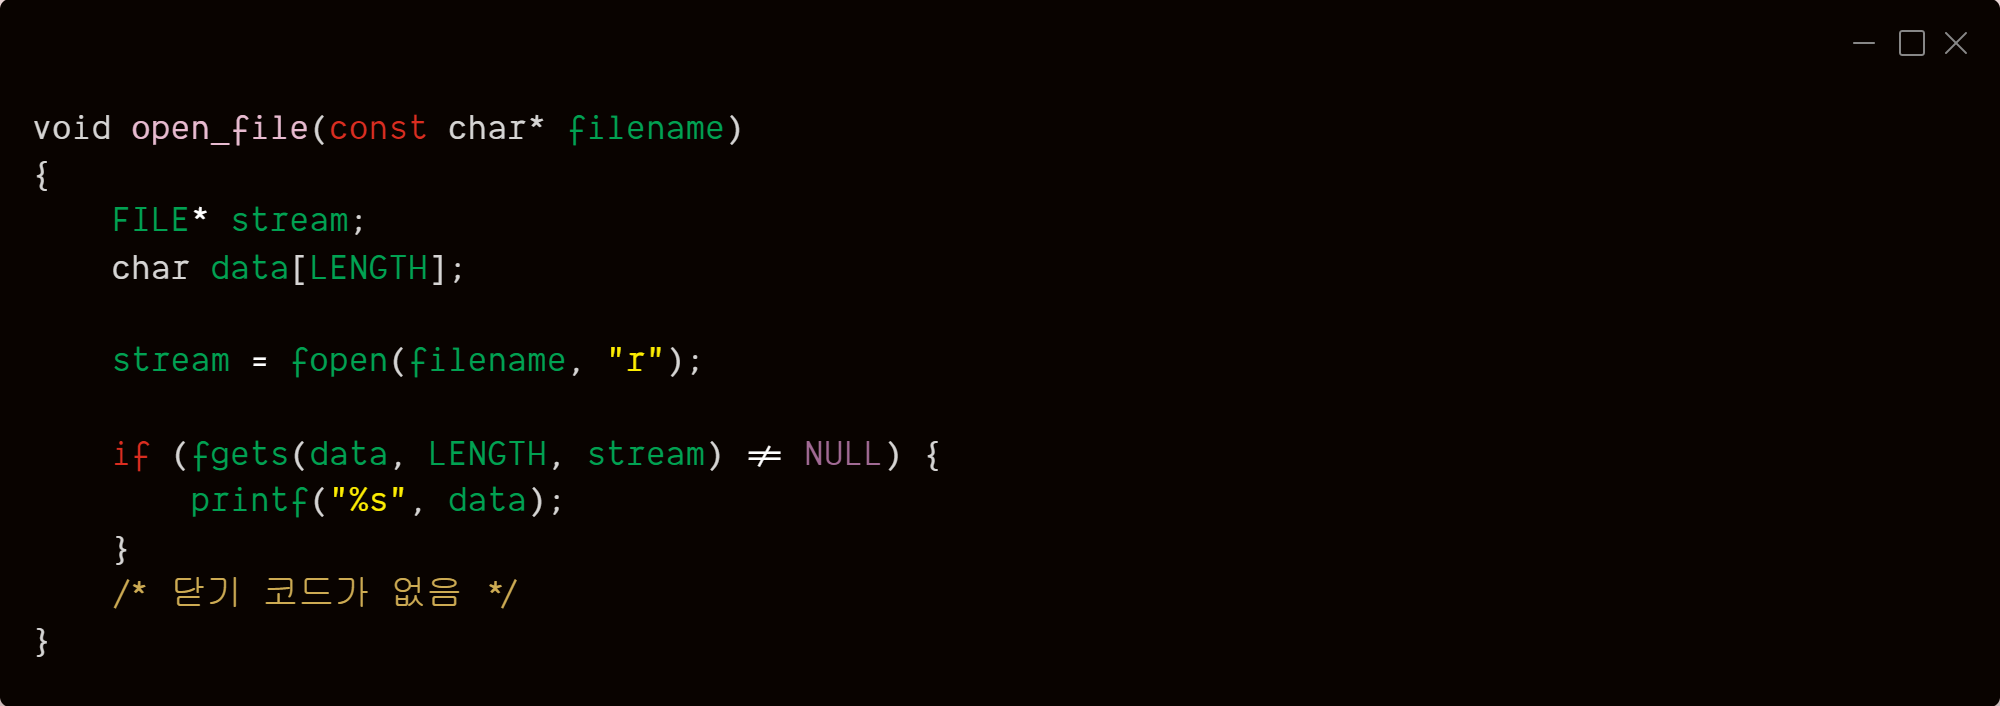 void open_file(const char* filename)
{
    FILE* stream;
    char data[LENGTH];
    stream = fopen(filename, "r");
    if (fgets(data, LENGTH, stream) != NULL) {
        printf("%s", data);
    }
    /* 닫기 코드가 없음 */
}